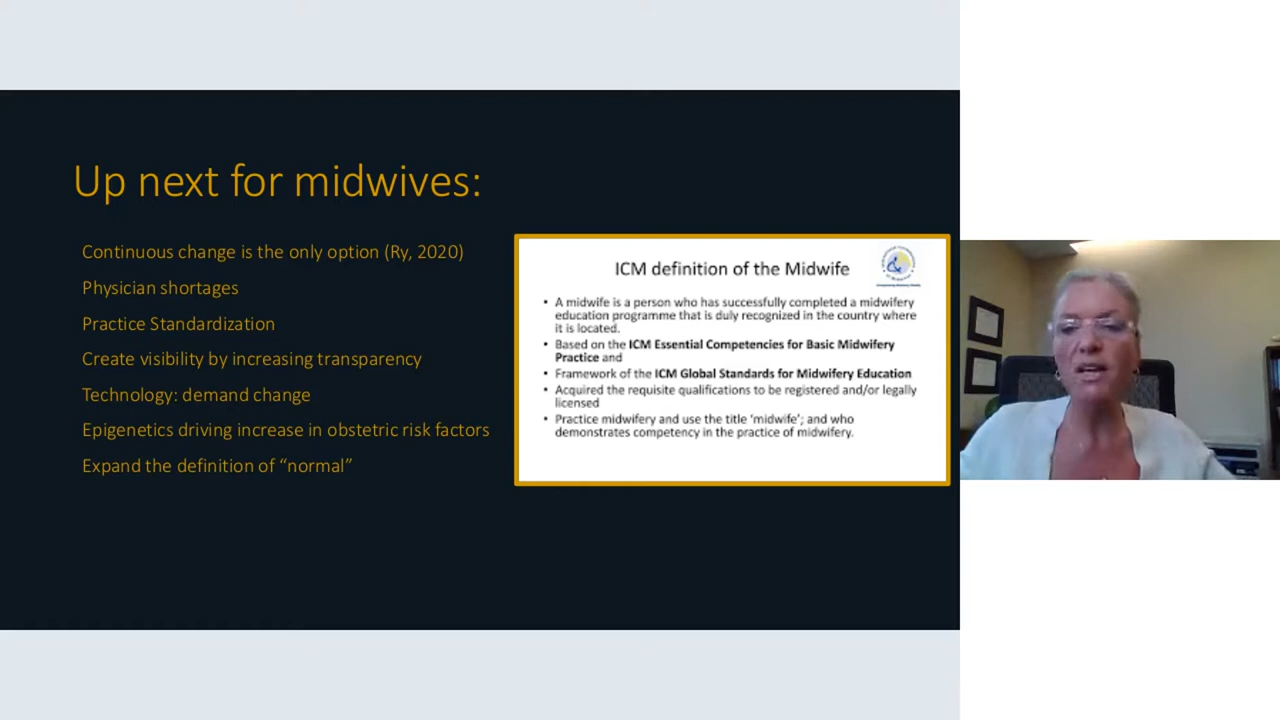 Up next for midwives:
Continuous change is the only option (Ry, 2020)
Physician shortages
Practice Standardization
Create visibility by increasing transparency
Technology: demand change
Epigenetics driving increase in obstetric risk factors
Expand the definition of “normal”
ICM definition of the Midwife
• A midwife is a person who has successfully completed a midwifery
education programme that is duly recognized in the country where
it is located.
• Based on the ICM Essential Competencies for Basic Midwifery
Practice and
• Framework of the ICM Global Standards for Midwifery Education
• Acquired the requisite qualifications to be registered and/or legally
licensed
• Practice midwifery and use the title ‘midwife’; and who
demonstrates competency in the practice of midwifery.